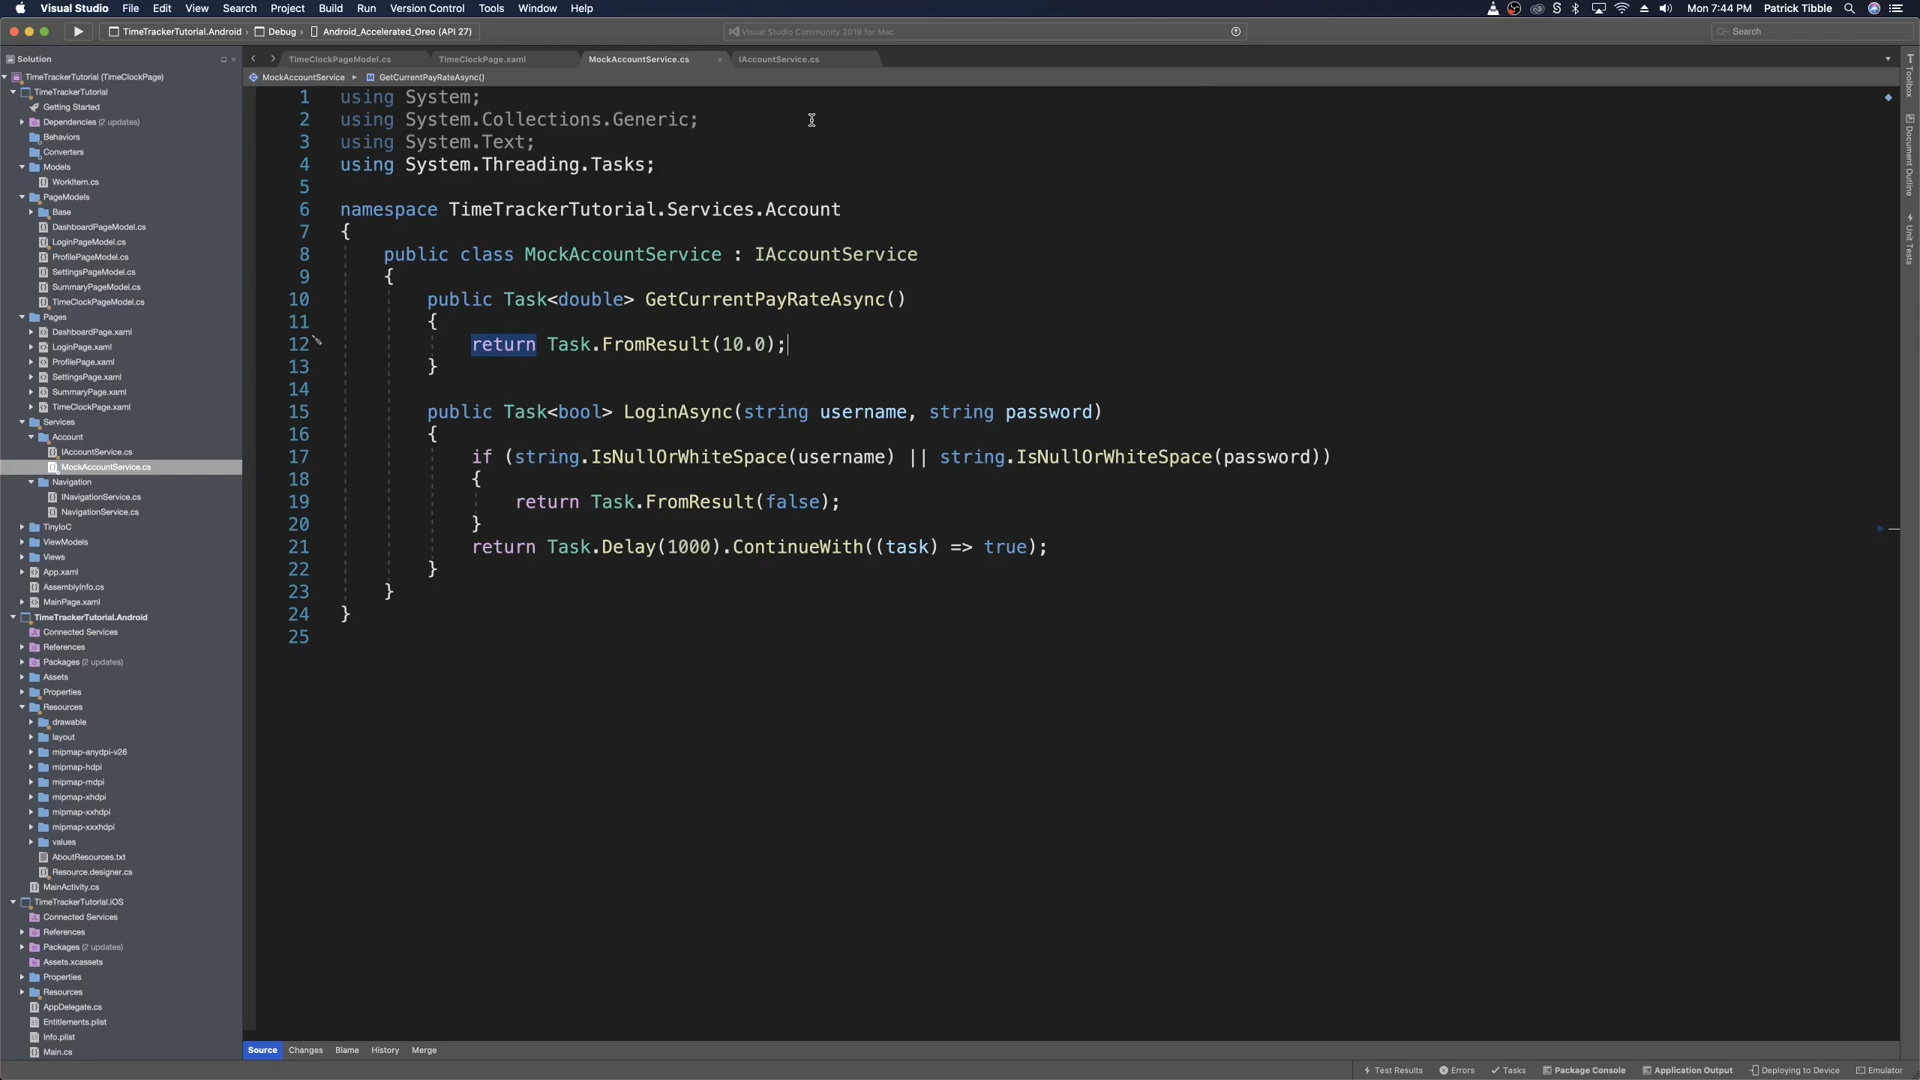 Visual Studio File Edit View Search Project Build Run Version Control Tools Window Help Mon 7:44 PM Patrick Tibble
TimeTrackerTutorial.Android Debug Android_Accelerated_Oreo (API 27) Visual Studio Community 2019 for Mac Search
Solution
TimeClockPageModel.cs TimeClockPage.xaml MockAccountService.cs IAccountService.cs
MockAccountService GetCurrentPayRateAsync()
TimeTrackerTutorial (TimeClockPage)
TimeTrackerTutorial
Getting Started
Dependencies (2 updates)
Behaviors
Converters
Models
WorkItem.cs
PageModels
Base
DashboardPageModel.cs
LoginPageModel.cs
ProfilePageModel.cs
SettingsPageModel.cs
SummaryPageModel.cs
TimeClockPageModel.cs
Pages
DashboardPage.xaml
LoginPage.xaml
ProfilePage.xaml
SettingsPage.xaml
SummaryPage.xaml
TimeClockPage.xaml
Services
Account
IAccountService.cs
MockAccountService.cs
Navigation
INavigationService.cs
NavigationService.cs
TinyIoC
ViewModels
Views
App.xaml
AssemblyInfo.cs
MainPage.xaml
TimeTrackerTutorial.Android
Connected Services
References
Packages (2 updates)
Assets
Properties
Resources
drawable
layout
mipmap-anydpi-v26
mipmap-hdpi
mipmap-mdpi
mipmap-xhdpi
mipmap-xxhdpi
mipmap-xxxhdpi
values
AboutResources.txt
Resource.designer.cs
MainActivity.cs
TimeTrackerTutorial.iOS
Connected Services
References
Packages (2 updates)
Assets.xcassets
Properties
Resources
AppDelegate.cs
Entitlements.plist
Info.plist
Main.cs
1 using System;
2 using System.Collections.Generic;
3 using System.Text;
4 using System.Threading.Tasks;
5
6 namespace TimeTrackerTutorial.Services.Account
7 {
8 public class MockAccountService : IAccountService
9 {
10 public Task<double> GetCurrentPayRateAsync()
11 {
12 return Task.FromResult(10.0);
13 }
14
15 public Task<bool> LoginAsync(string username, string password)
16 {
17 if (string.IsNullOrWhiteSpace(username) || string.IsNullOrWhiteSpace(password))
18 {
19 return Task.FromResult(false);
20 }
21 return Task.Delay(1000).ContinueWith((task) => true);
22 }
23 }
24 }
25
Toolbox
Document Outline
Unit Tests
Source Changes Blame History Merge
Test Results Errors Tasks Package Console Application Output Deploying to Device Emulator